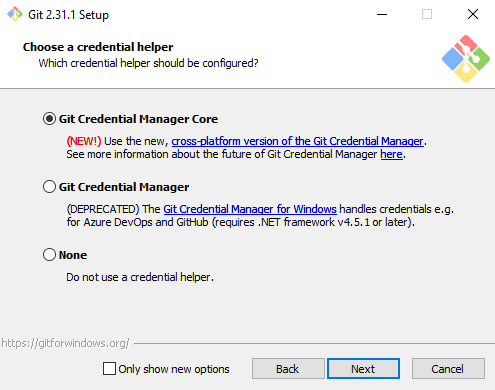 Git 2.31.1 Setup
Choose a credential helper
Which credential helper should be configured?
Git Credential Manager Core
(NEW!) Use the new, cross-platform version of the Git Credential Manager.
See more information about the future of Git Credential Manager here.
Git Credential Manager
(DEPRECATED) The Git Credential Manager for Windows handles credentials e.g.
for Azure DevOps and GitHub (requires .NET framework v4.5.1 or later).
None
Do not use a credential helper.
https://gitforwindows.org/
Only show new options
Back
Next
Cancel